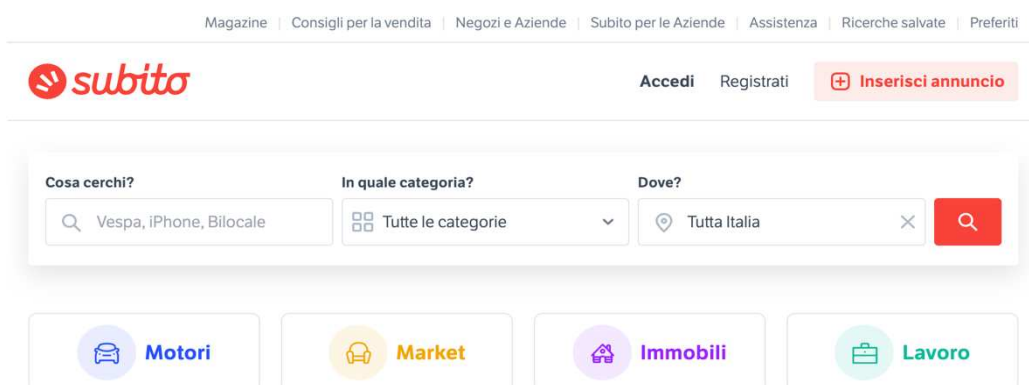 Magazine | Consigli per la vendita | Negozi e Aziende | Subito per le Aziende | Assistenza | Ricerche salvate | Preferiti
subito Accedi Registrati Inserisci annuncio
Cosa cerchi? In quale categoria? Dove?
Vespa, iPhone, Bilocale Tutte le categorie Tutta Italia
Motori Market Immobili Lavoro